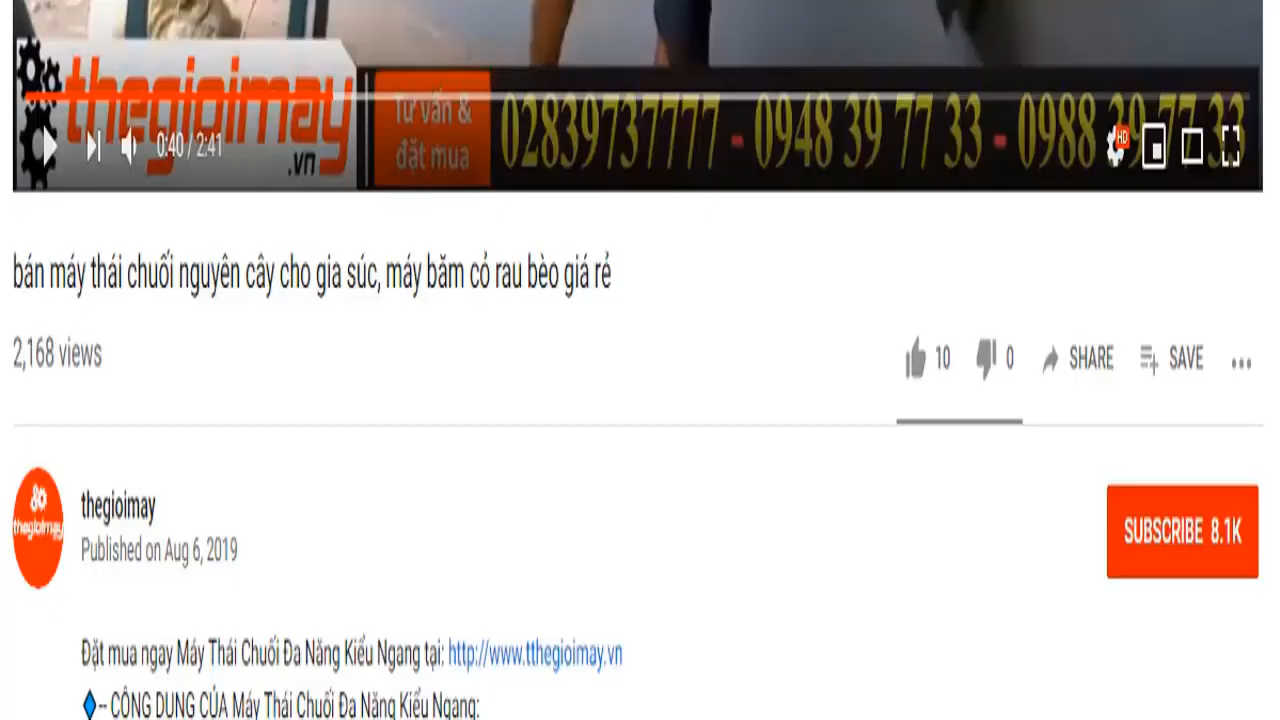 thegioimay
.vn
Tư vấn &
đặt mua
02839737777 - 0948 39 77 33 - 0988 39 77 33
0:40 / 2:41
HD
bán máy thái chuối nguyên cây cho gia súc, máy băm cỏ rau bèo giá rẻ
2,168 views
10 0 SHARE SAVE
thegioimay
thegioimay
Published on Aug 6, 2019
SUBSCRIBE 8.1K
Đặt mua ngay Máy Thái Chuối Đa Năng Kiểu Ngang tại: http://www.tthegioimay.vn
-- CÔNG DỤNG CỦA Máy Thái Chuối Đa Năng Kiểu Ngang: